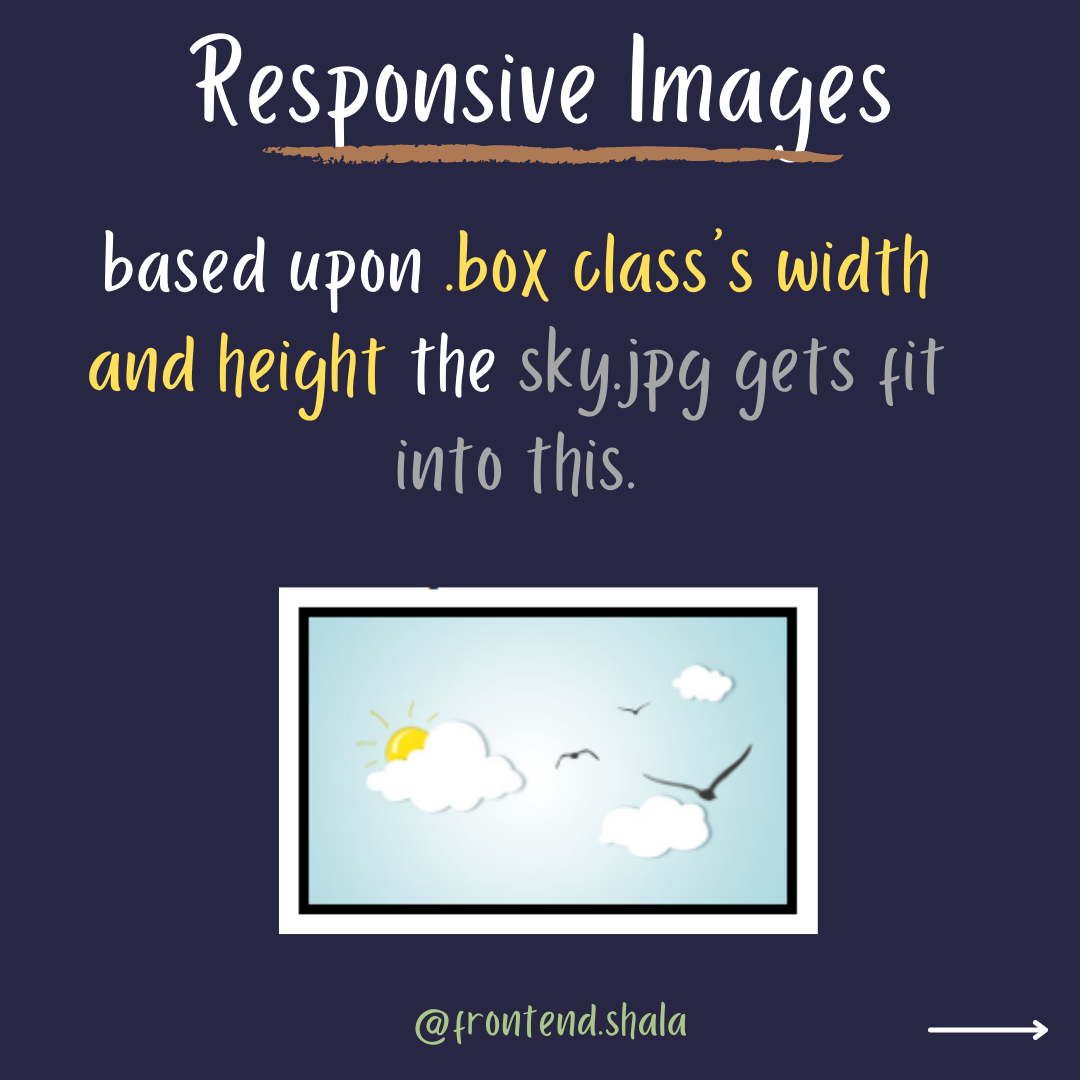 Responsive Images
based upon .box class's width
and height the sky.jpg gets fit
into this.
@frontend.shala